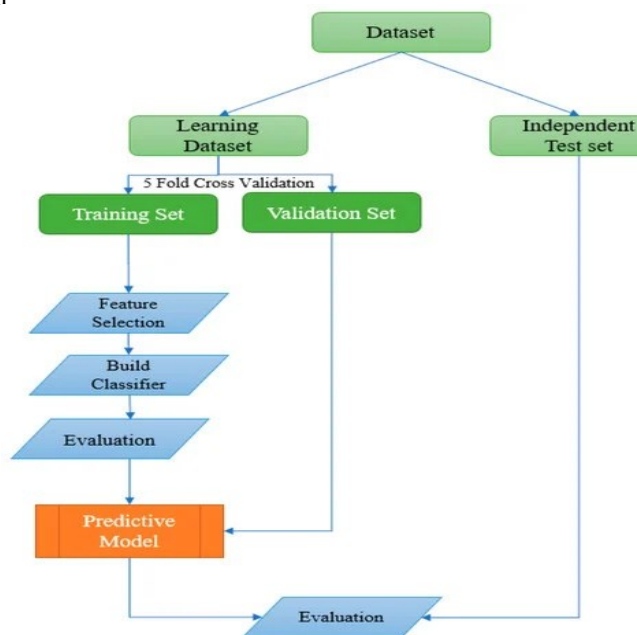 Dataset
Learning
Dataset
Independent
Test set
5 Fold Cross Validation
Training Set
Validation Set
Feature
Selection
Build
Classifier
Evaluation
Predictive
Model
Evaluation